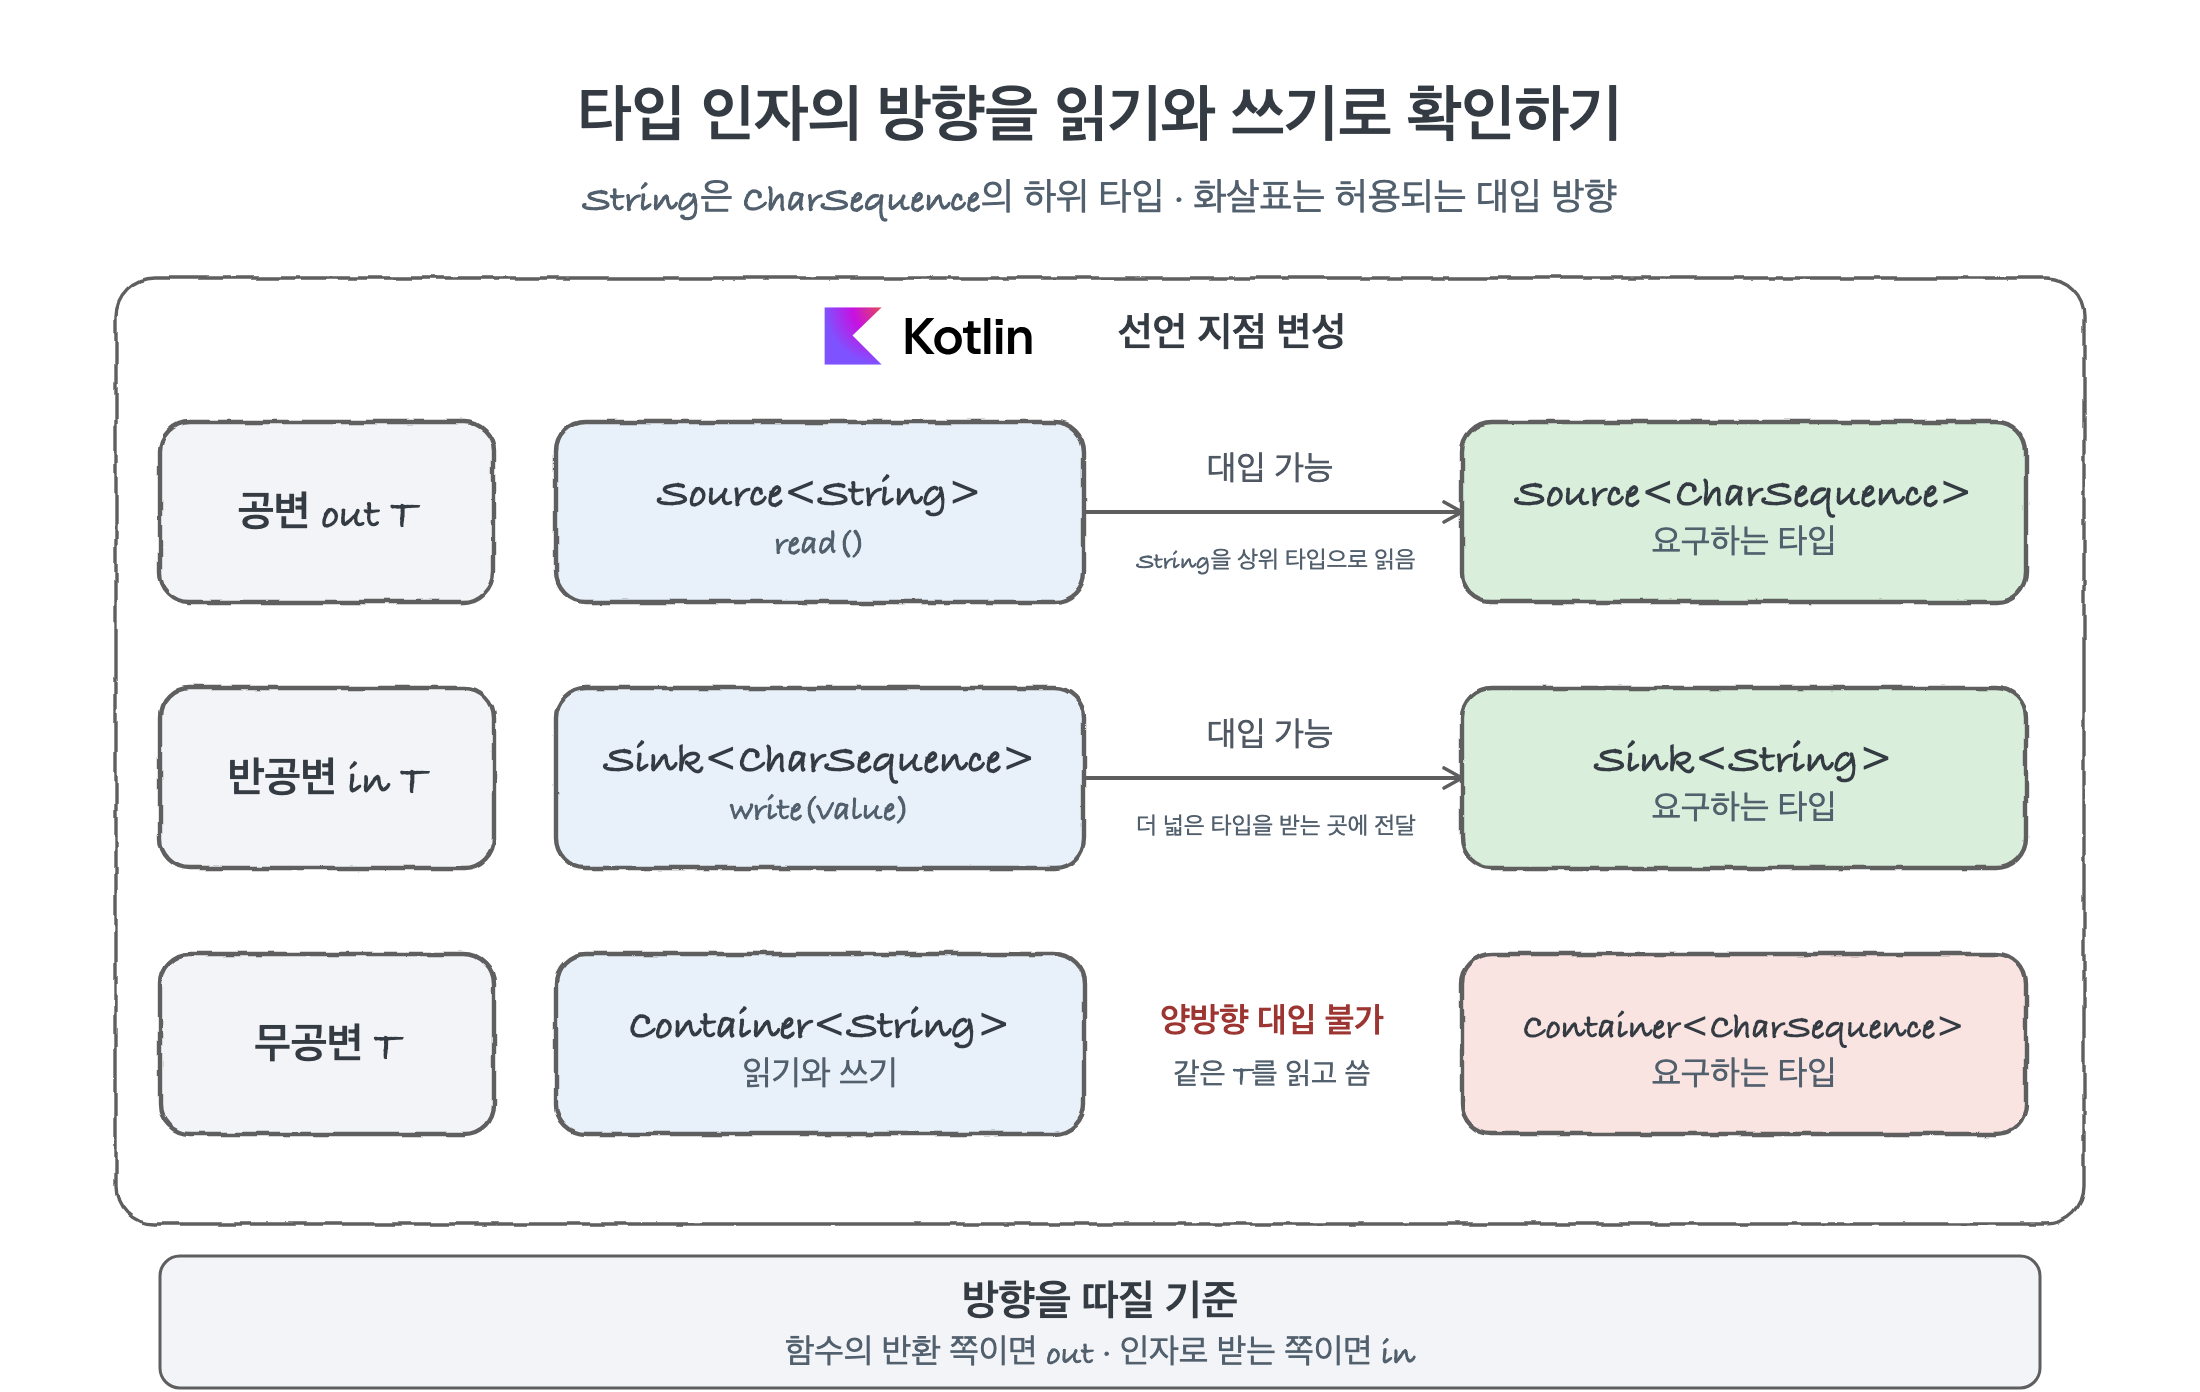 타입 인자의 방향을 읽기와 쓰기로 확인하기
String은 CharSequence의 하위 타입 · 화살표는 허용되는 대입 방향
Kotlin 선언 지점 변성
공변 out T
Source<String>
read()
대입 가능
String을 상위 타입으로 읽음
Source<CharSequence>
요구하는 타입
반공변 in T
Sink<CharSequence>
write(value)
대입 가능
더 넓은 타입을 받는 곳에 전달
Sink<String>
요구하는 타입
무공변 T
Container<String>
읽기와 쓰기
양방향 대입 불가
같은 T를 읽고 씀
Container<CharSequence>
요구하는 타입
방향을 따질 기준
함수의 반환 쪽이면 out · 인자로 받는 쪽이면 in